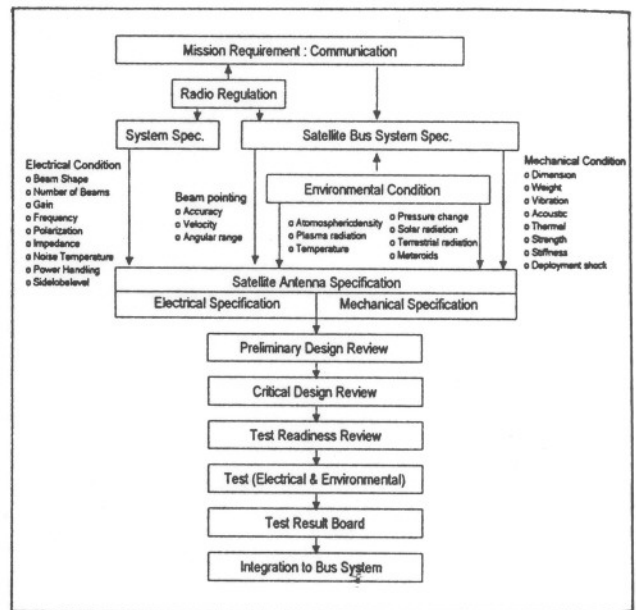 Mission Requirement : Communication
Radio Regulation
System Spec.
Satellite Bus System Spec.
Electrical Condition
o Beam Shape
o Number of Beams
o Gain
o Frequency
o Polarization
o Impedance
o Noise Temperature
o Power Handling
o Sidelobelevel
Beam pointing
o Accuracy
o Velocity
o Angular range
Environmental Condition
o Atomosphericdensity
o Plasma radiation
o Temperature
o Pressure change
o Solar radiation
o Terrestrial radiation
o Meteroids
Mechanical Condition
o Dimension
o Weight
o Vibration
o Acoustic
o Thermal
o Strength
o Stiffness
o Deployment shock
Satellite Antenna Specification
Electrical Specification
Mechanical Specification
Preliminary Design Review
Critical Design Review
Test Readiness Review
Test (Electrical & Environmental)
Test Result Board
Integration to Bus System